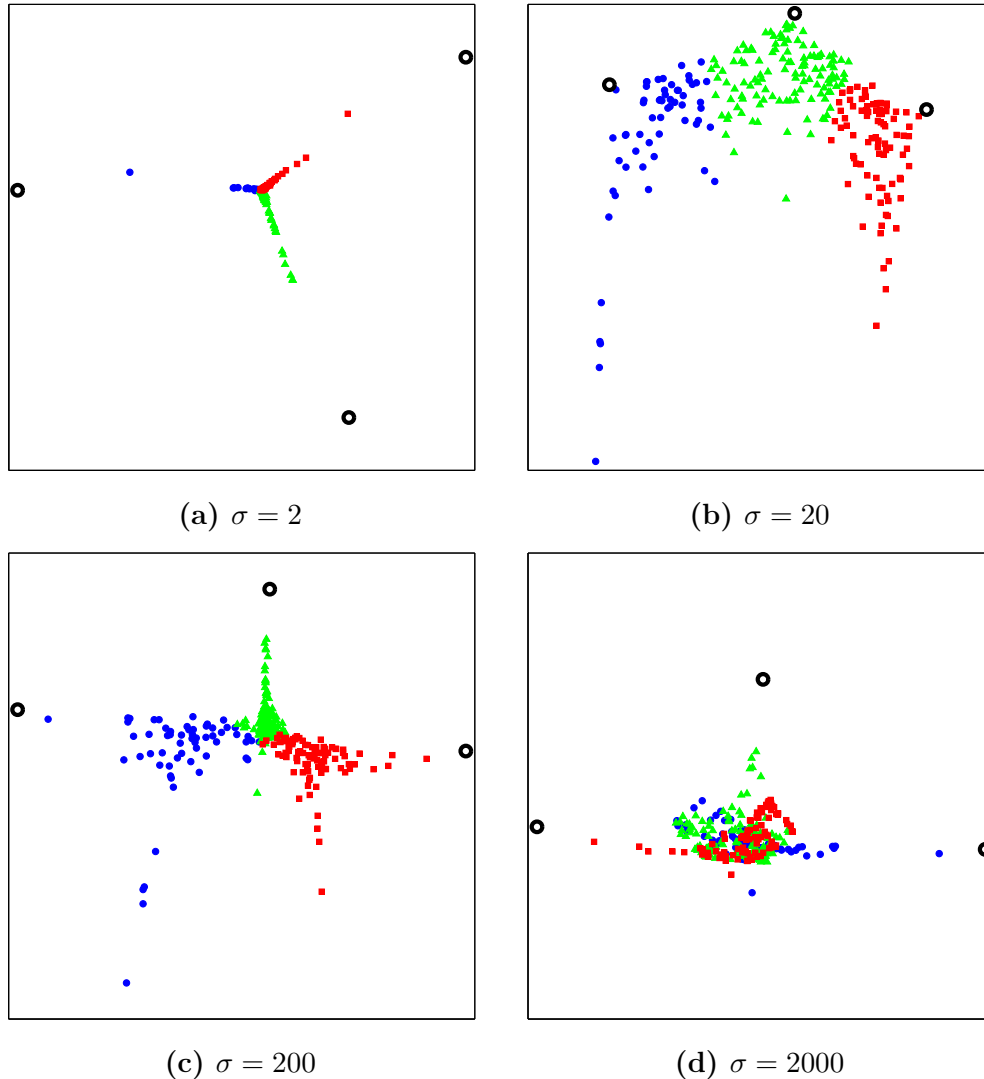 (a) σ = 2
(b) σ = 20
(c) σ = 200
(d) σ = 2000